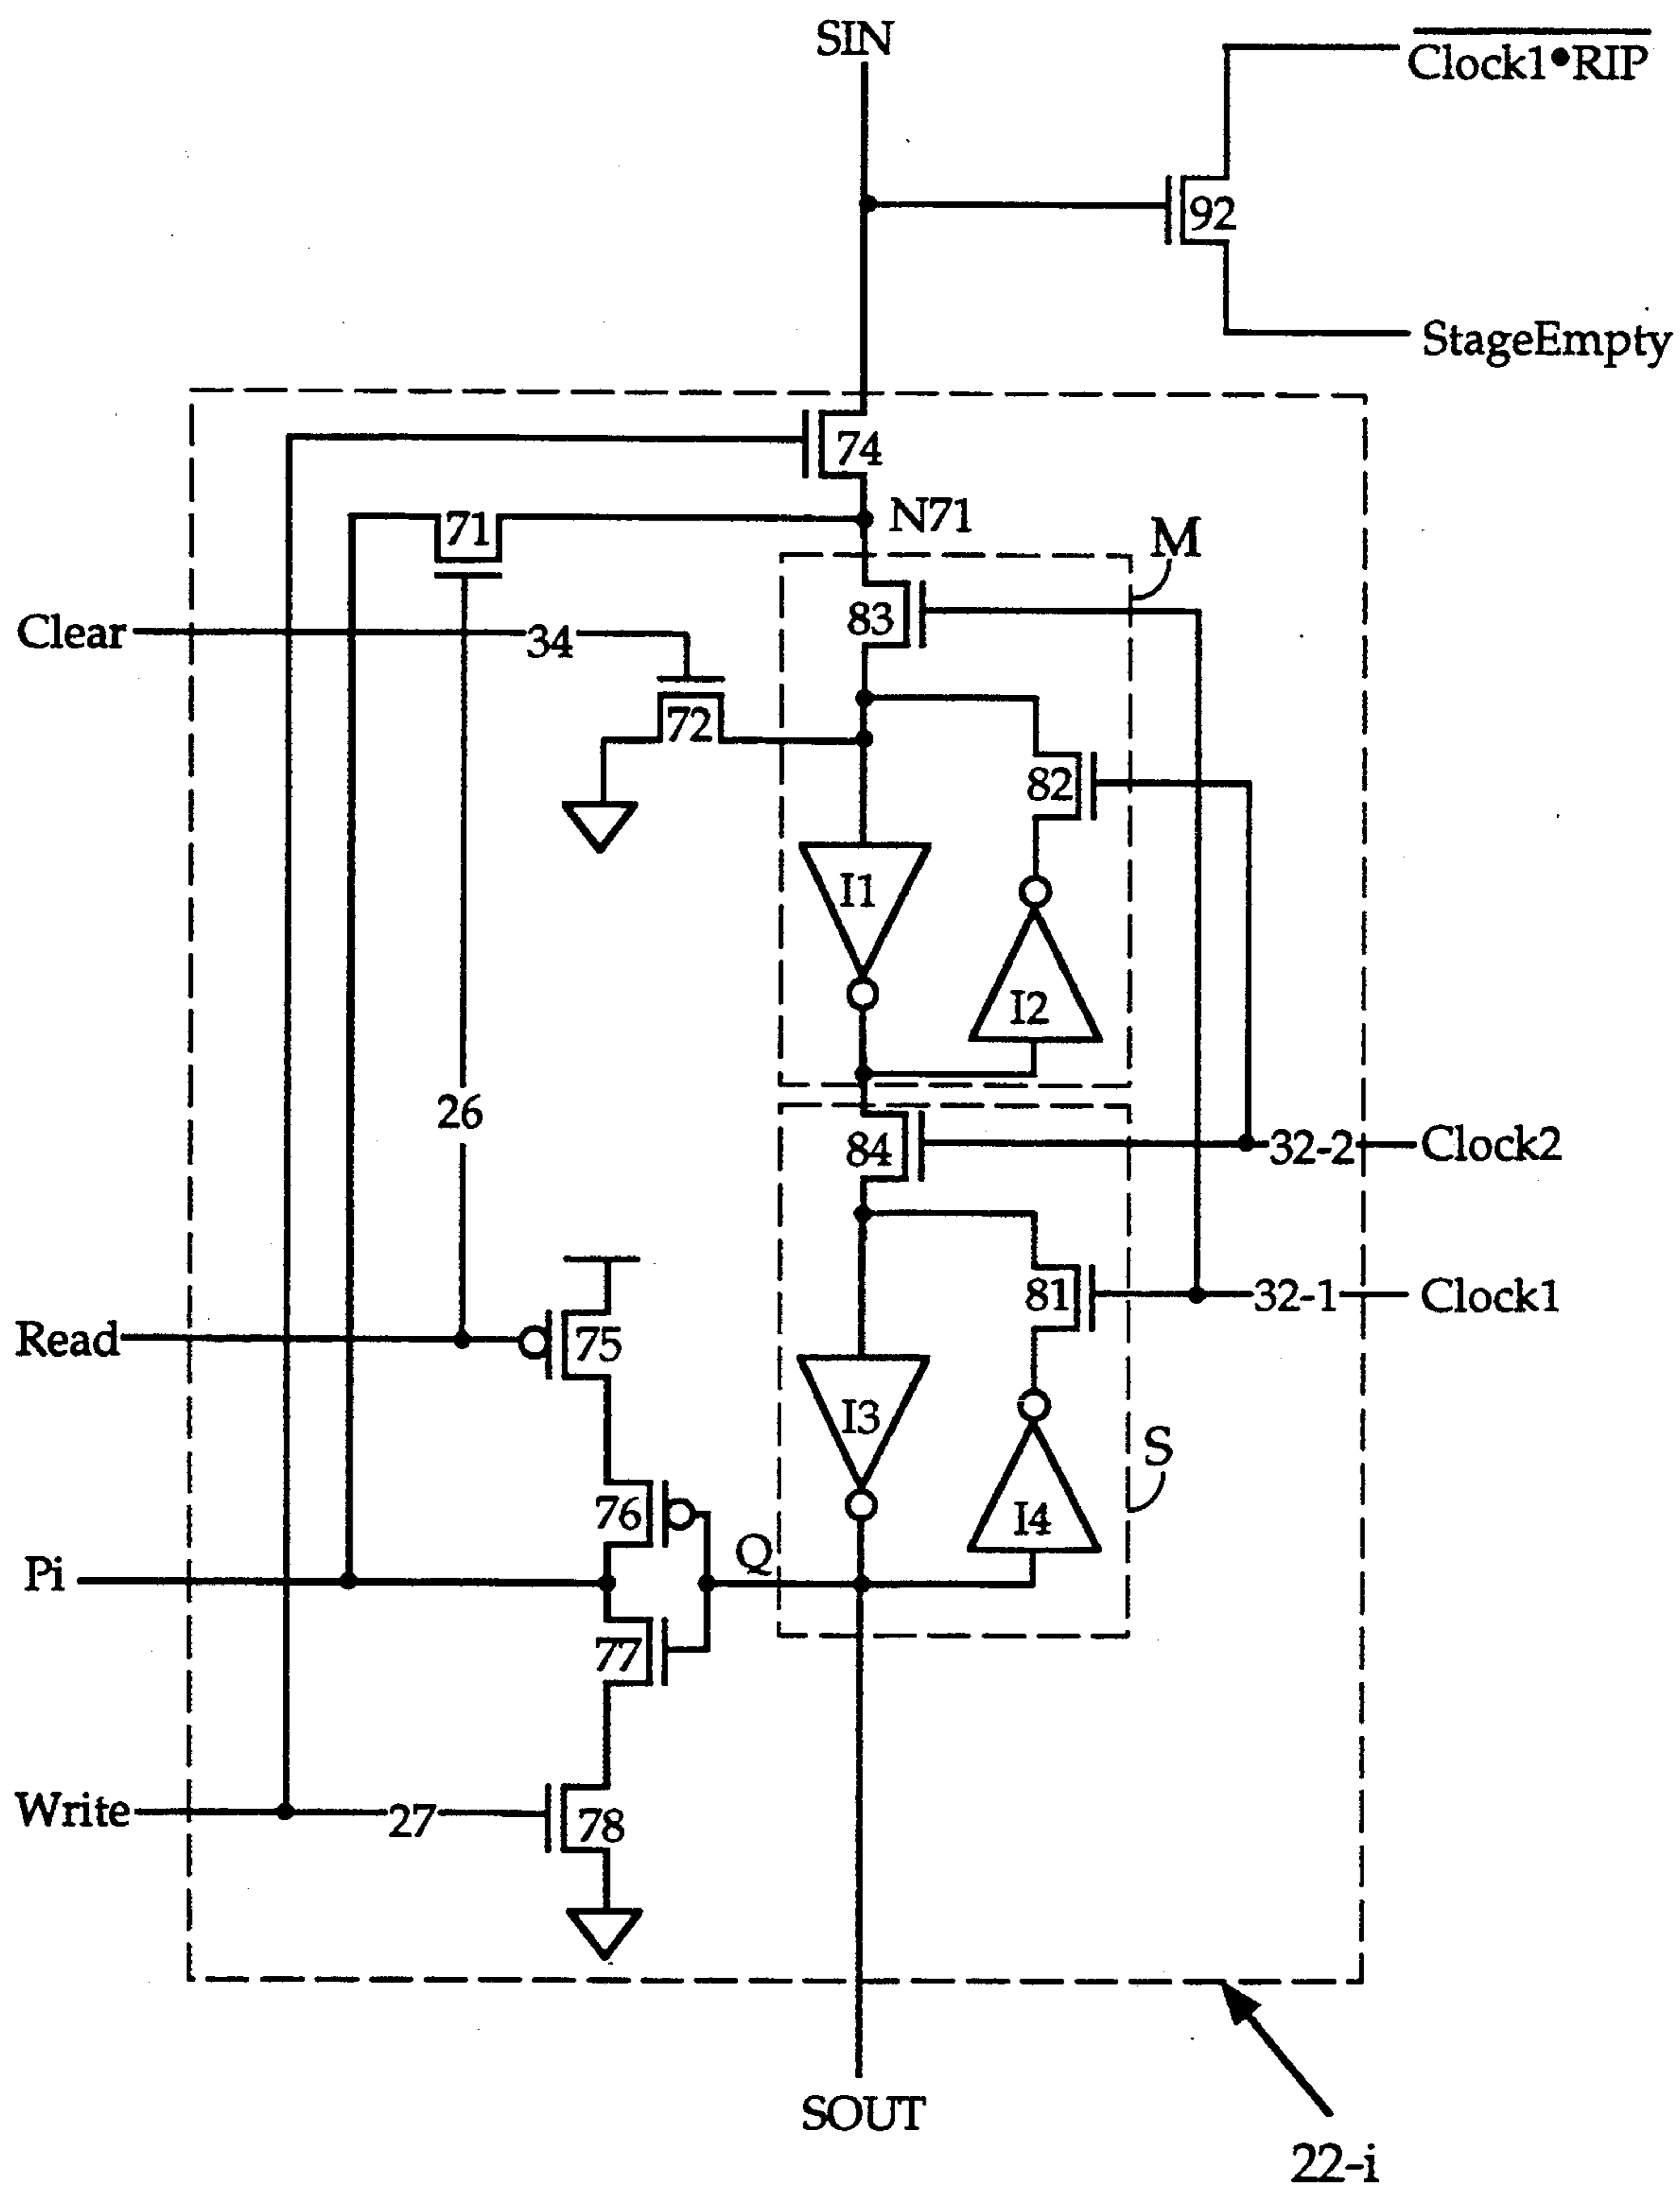 SIN
Clock1•RIP
92
StageEmpty
74
N71
71
M
83
Clear
34
72
82
I1
I2
26
84
32-2
Clock2
81
32-1
Clock1
Read
75
I3
S
76
I4
Q
Pi
77
Write
27
78
SOUT
22-i